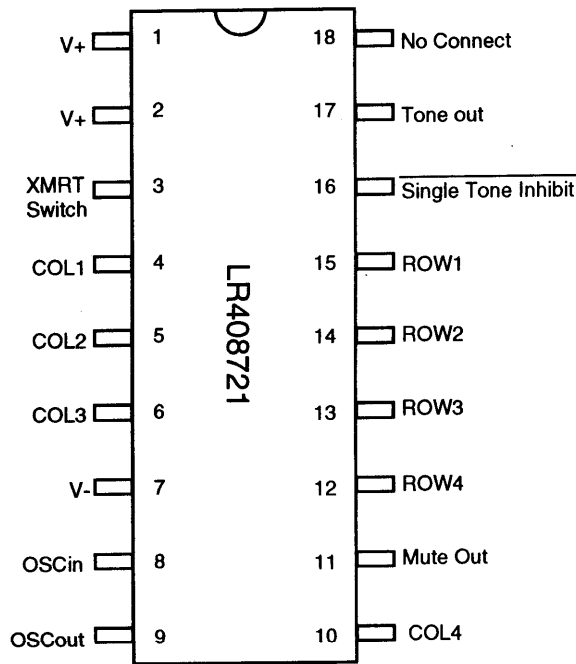 V+ 1 18 No Connect
V+ 2 17 Tone out
XMRT
Switch 3 16 Single Tone Inhibit
COL1 4 15 ROW1
COL2 5 14 ROW2
COL3 6 13 ROW3
V- 7 12 ROW4
OSCin 8 11 Mute Out
OSCout 9 10 COL4
LR408721